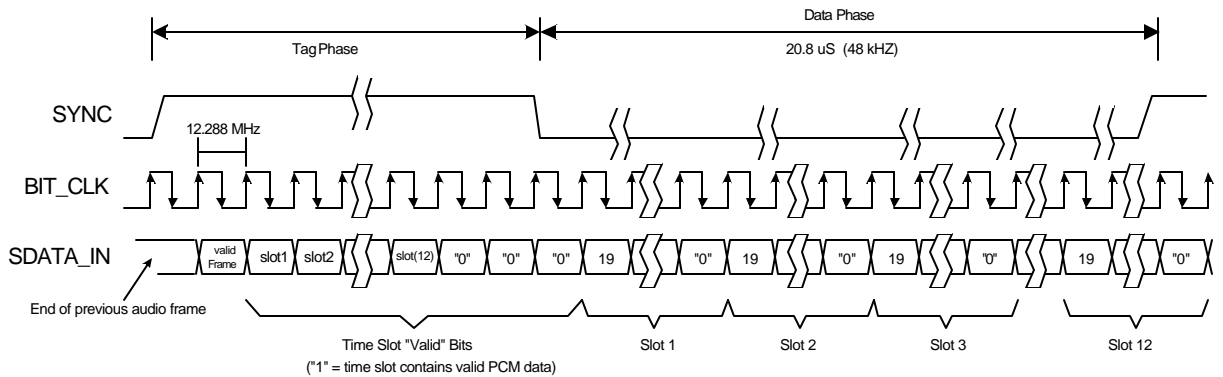 Data Phase
Tag Phase
20.8 uS (48 kHZ)
SYNC
12.288 MHz
BIT_CLK
SDATA_IN
valid Frame
slot1
slot2
slot(12)
"0"
"0"
"0"
19
"0"
19
"0"
19
"0"
19
"0"
End of previous audio frame
Time Slot "Valid" Bits
("1" = time slot contains valid PCM data)
Slot 1
Slot 2
Slot 3
Slot 12